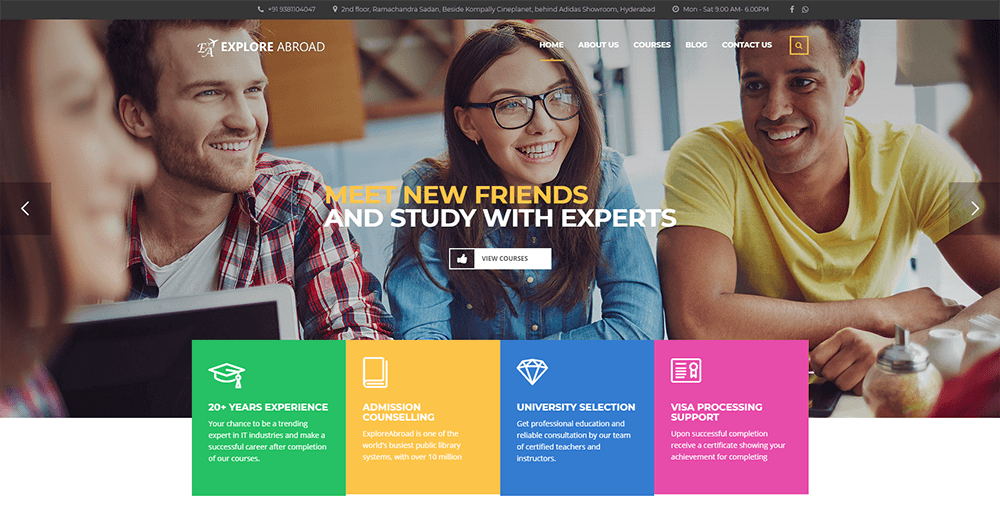 +91 9381104047
2nd floor, Ramachandra Sadan, Beside Kompally Cineplanet, behind Adidas Showroom, Hyderabad
Mon - Sat 9.00 AM- 6.00PM
EA EXPLORE ABROAD
HOME ABOUT US COURSES BLOG CONTACT US
MEET NEW FRIENDS
AND STUDY WITH EXPERTS
VIEW COURSES
20+ YEARS EXPERIENCE
Your chance to be a trending
expert in IT industries and make a
successful career after completion
of our courses.
ADMISSION
COUNSELLING
ExploreAbroad is one of the
world's busiest public library
systems, with over 10 million
UNIVERSITY SELECTION
Get professional education and
reliable consultation by our team
of certified teachers and
instructors.
VISA PROCESSING
SUPPORT
Upon successful completion
receive a certificate showing your
achievement for completing